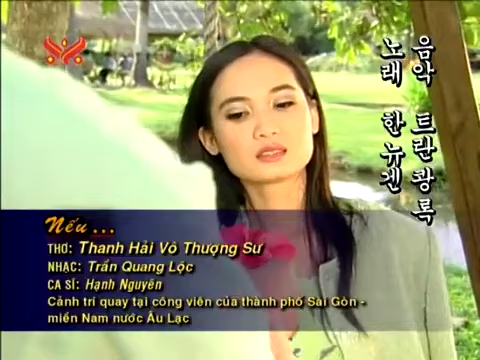 음악 트란 쾅 록
노래 한 뉴겐
Nếu ...
THƠ: Thanh Hải Vô Thượng Sư
NHẠC: Trần Quang Lộc
CA SĨ: Hạnh Nguyên
Cảnh trí quay tại công viên của thành phố Sài Gòn -
miền Nam nước Âu Lạc